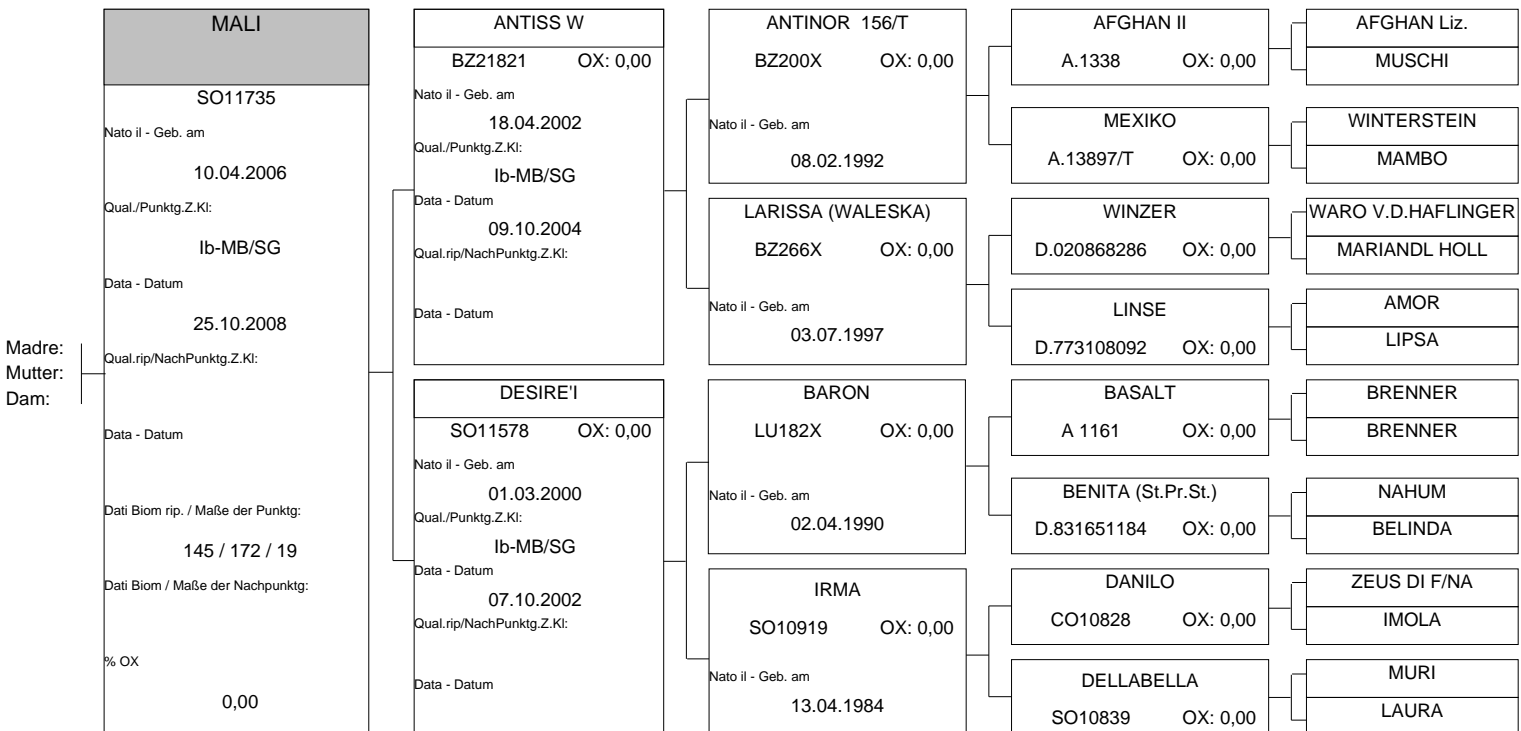 Madre:
Mutter:
Dam:
MALI
SO11735
Nato il - Geb. am
10.04.2006
Qual./Punktg.Z.Kl:
Ib-MB/SG
Data - Datum
25.10.2008
Qual.rip/NachPunktg.Z.Kl:
Data - Datum
Dati Biom rip. / Maße der Punktg:
145 / 172 / 19
Dati Biom / Maße der Nachpunktg:
% OX
0,00
ANTISS W
BZ21821 OX: 0,00
Nato il - Geb. am
18.04.2002
Qual./Punktg.Z.Kl:
Ib-MB/SG
Data - Datum
09.10.2004
Qual.rip/NachPunktg.Z.Kl:
Data - Datum
DESIRE'I
SO11578 OX: 0,00
Nato il - Geb. am
01.03.2000
Qual./Punktg.Z.Kl:
Ib-MB/SG
Data - Datum
07.10.2002
Qual.rip/NachPunktg.Z.Kl:
Data - Datum
ANTINOR 156/T
BZ200X OX: 0,00
Nato il - Geb. am
08.02.1992
LARISSA (WALESKA)
BZ266X OX: 0,00
Nato il - Geb. am
03.07.1997
BARON
LU182X OX: 0,00
Nato il - Geb. am
02.04.1990
IRMA
SO10919 OX: 0,00
Nato il - Geb. am
13.04.1984
AFGHAN II
A.1338 OX: 0,00
MEXIKO
A.13897/T OX: 0,00
WINZER
D.020868286 OX: 0,00
LINSE
D.773108092 OX: 0,00
BASALT
A 1161 OX: 0,00
BENITA (St.Pr.St.)
D.831651184 OX: 0,00
DANILO
CO10828 OX: 0,00
DELLABELLA
SO10839 OX: 0,00
AFGHAN Liz.
MUSCHI
WINTERSTEIN
MAMBO
WARO V.D.HAFLINGER
MARIANDL HOLL
AMOR
LIPSA
BRENNER
BRENNER
NAHUM
BELINDA
ZEUS DI F/NA
IMOLA
MURI
LAURA